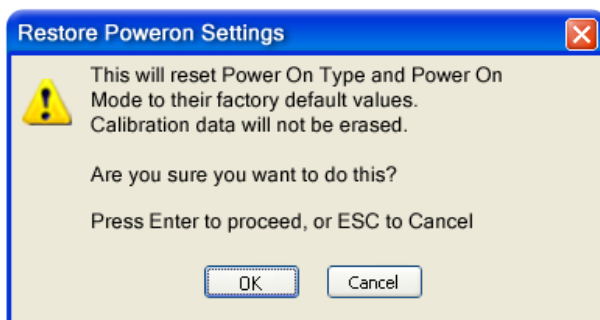 Restore Poweron Settings
This will reset Power On Type and Power On
Mode to their factory default values.
Calibration data will not be erased.
Are you sure you want to do this?
Press Enter to proceed, or ESC to Cancel
OK
Cancel